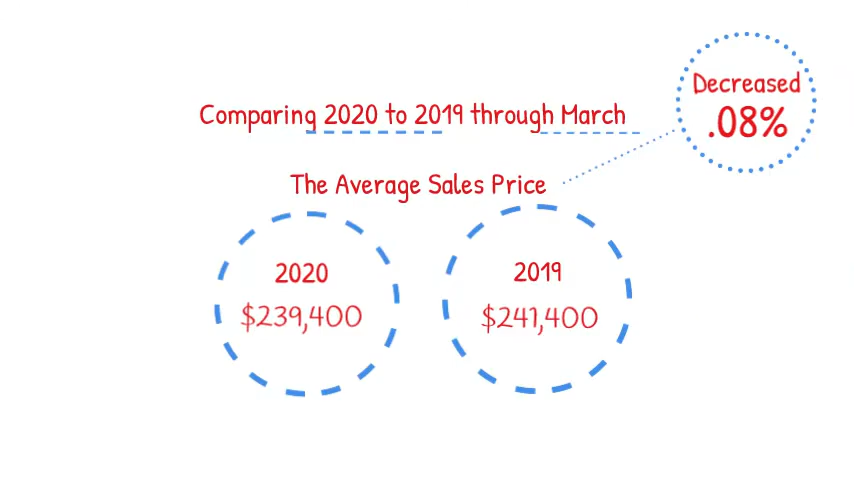 Decreased
.08%
Comparing 2020 to 2019 through March
The Average Sales Price
2020
$239,400
2019
$241,400